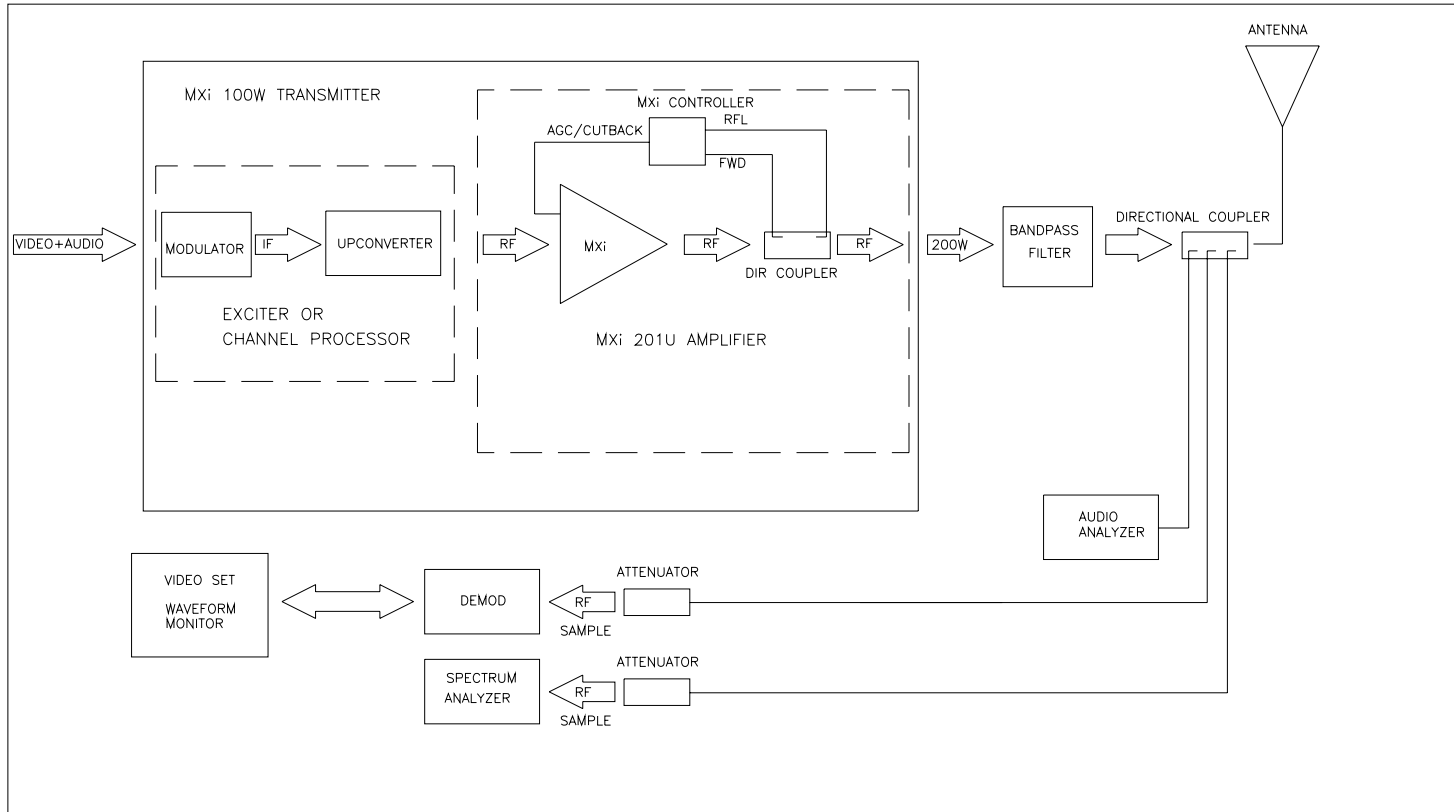 ANTENNA
MXi 100W TRANSMITTER
MXi CONTROLLER
RFL
AGC/CUTBACK
FWD
DIRECTIONAL COUPLER
VIDEO+AUDIO
MODULATOR
IF
UPCONVERTER
RF
MXi
RF
RF
200W
BANDPASS
FILTER
DIR COUPLER
EXCITER OR
CHANNEL PROCESSOR
MXi 201U AMPLIFIER
AUDIO
ANALYZER
VIDEO SET
WAVEFORM
MONITOR
DEMOD
ATTENUATOR
RF
SAMPLE
SPECTRUM
ANALYZER
ATTENUATOR
RF
SAMPLE